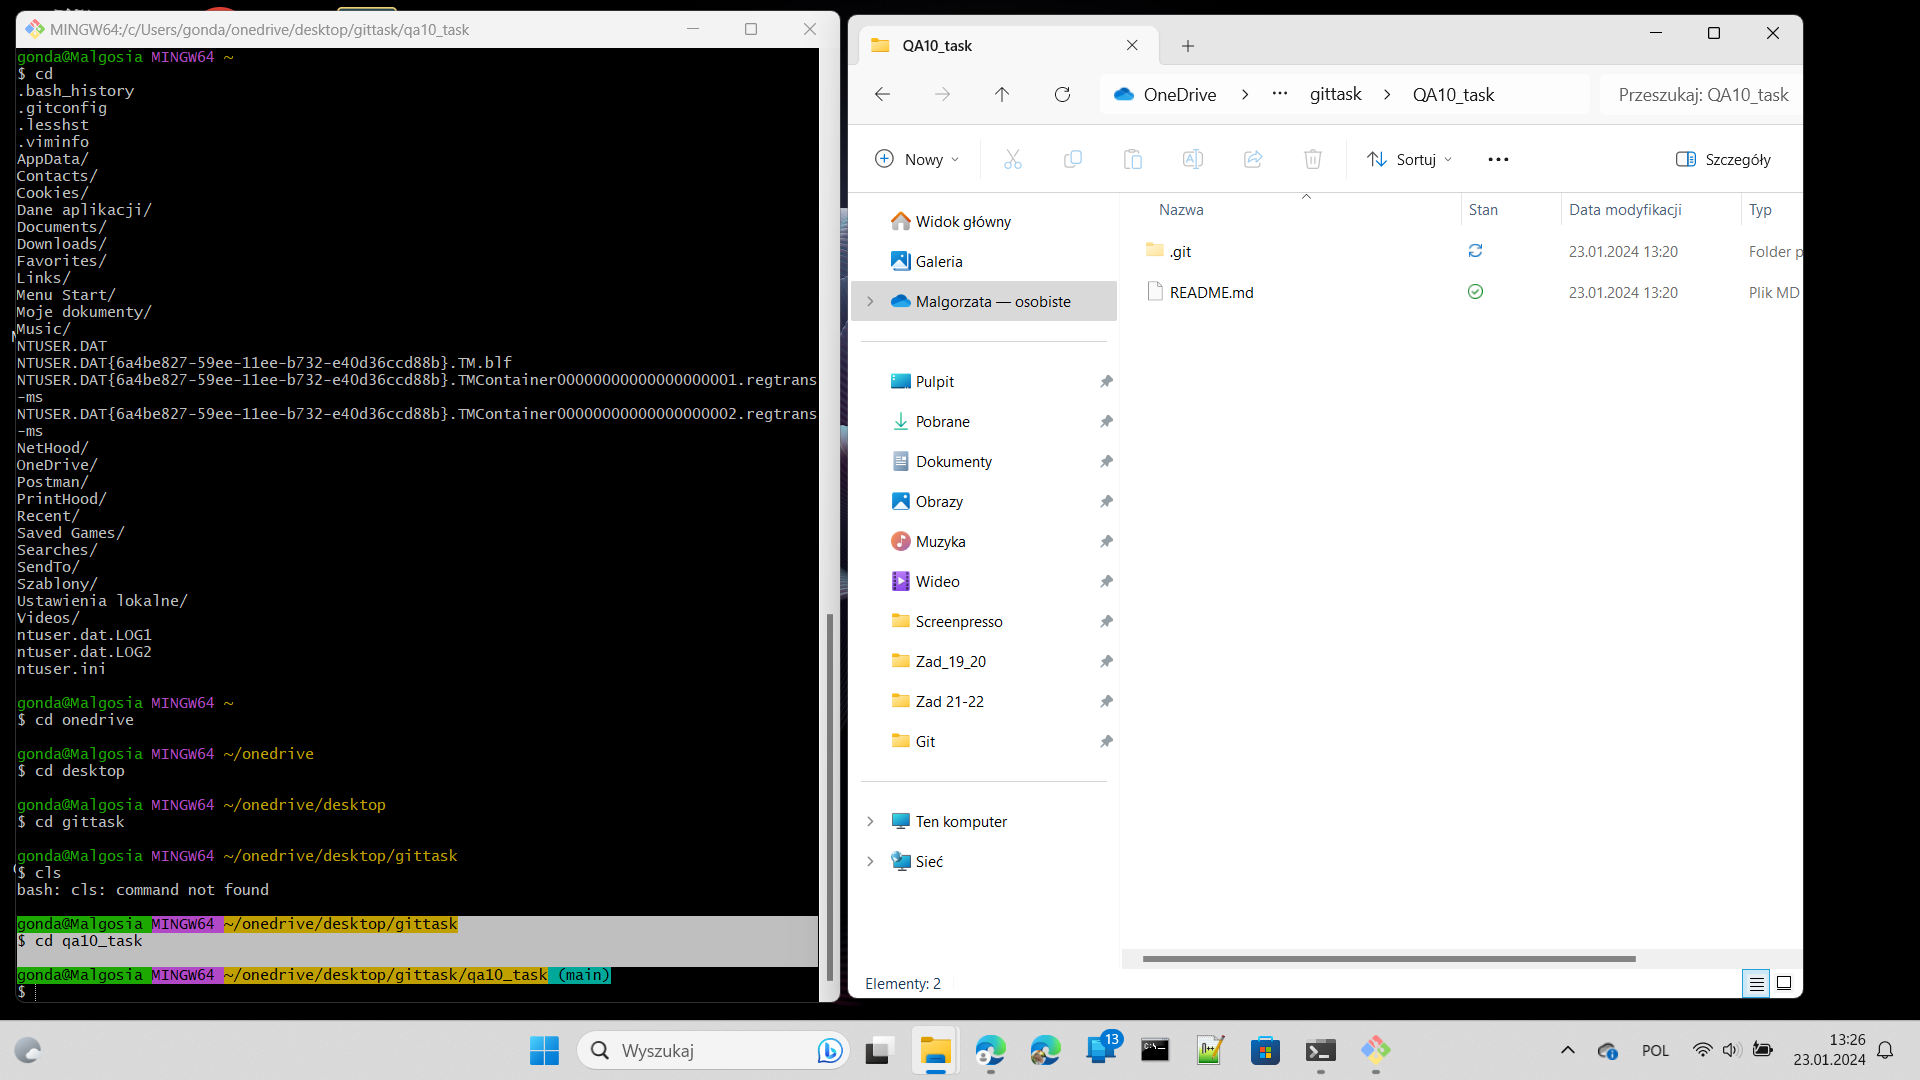 MINGW64:/c/Users/gonda/onedrive/desktop/gittask/qa10_task
gonda@Malgosia MINGW64 ~
$ cd
.bash_history
.gitconfig
.lesshst
.viminfo
AppData/
Contacts/
Cookies/
Dane aplikacji/
Documents/
Downloads/
Favorites/
Links/
Menu Start/
Moje dokumenty/
Music/
NTUSER.DAT
NTUSER.DAT{6a4be827-59ee-11ee-b732-e40d36ccd88b}.TM.blf
NTUSER.DAT{6a4be827-59ee-11ee-b732-e40d36ccd88b}.TMContainer00000000000000000001.regtrans
-ms
NTUSER.DAT{6a4be827-59ee-11ee-b732-e40d36ccd88b}.TMContainer00000000000000000002.regtrans
-ms
NetHood/
OneDrive/
Postman/
PrintHood/
Recent/
Saved Games/
Searches/
SendTo/
Szablony/
Ustawienia lokalne/
Videos/
ntuser.dat.LOG1
ntuser.dat.LOG2
ntuser.ini
gonda@Malgosia MINGW64 ~
$ cd onedrive
gonda@Malgosia MINGW64 ~/onedrive
$ cd desktop
gonda@Malgosia MINGW64 ~/onedrive/desktop
$ cd gittask
gonda@Malgosia MINGW64 ~/onedrive/desktop/gittask
$ cls
bash: cls: command not found
gonda@Malgosia MINGW64 ~/onedrive/desktop/gittask
$ cd qa10_task
gonda@Malgosia MINGW64 ~/onedrive/desktop/gittask/qa10_task (main)
$
QA10_task
OneDrive > ··· gittask > QA10_task
Przeszukaj: QA10_task
Nowy
Sortuj
Szczegóły
Widok główny
Galeria
Malgorzata — osobiste
Pulpit
Pobrane
Dokumenty
Obrazy
Muzyka
Wideo
Screenpresso
Zad_19_20
Zad 21-22
Git
Ten komputer
Sieć
Nazwa Stan Data modyfikacji Typ
.git 23.01.2024 13:20 Folder p
README.md 23.01.2024 13:20 Plik MD
Elementy: 2
Wyszukaj
13
POL
13:26
23.01.2024